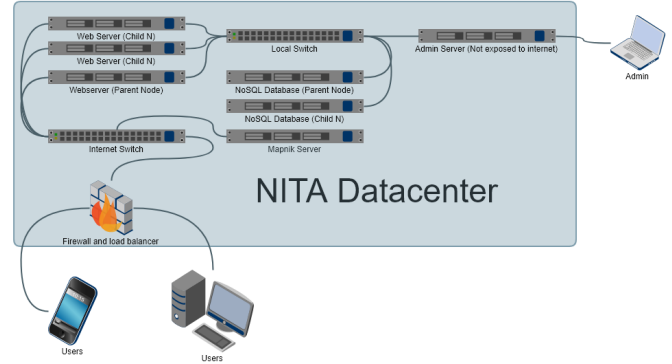 Web Server (Child N)
Local Switch
Admin Server (Not exposed to internet)
Web Server (Child N)
Admin
Webserver (Parent Node)
NoSQL Database (Parent Node)
NoSQL Database (Child N)
Internet Switch
Mapnik Server
NITA Datacenter
Firewall and load balancer
Users
Users